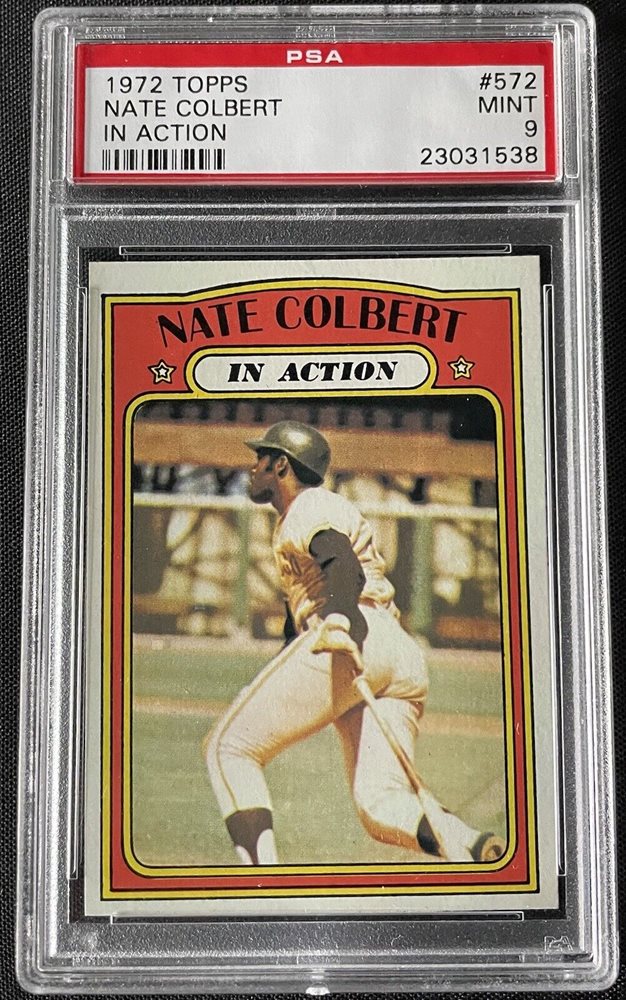 PSA
1972 TOPPS #572
NATE COLBERT MINT
IN ACTION 9
23031538
NATE COLBERT
IN ACTION